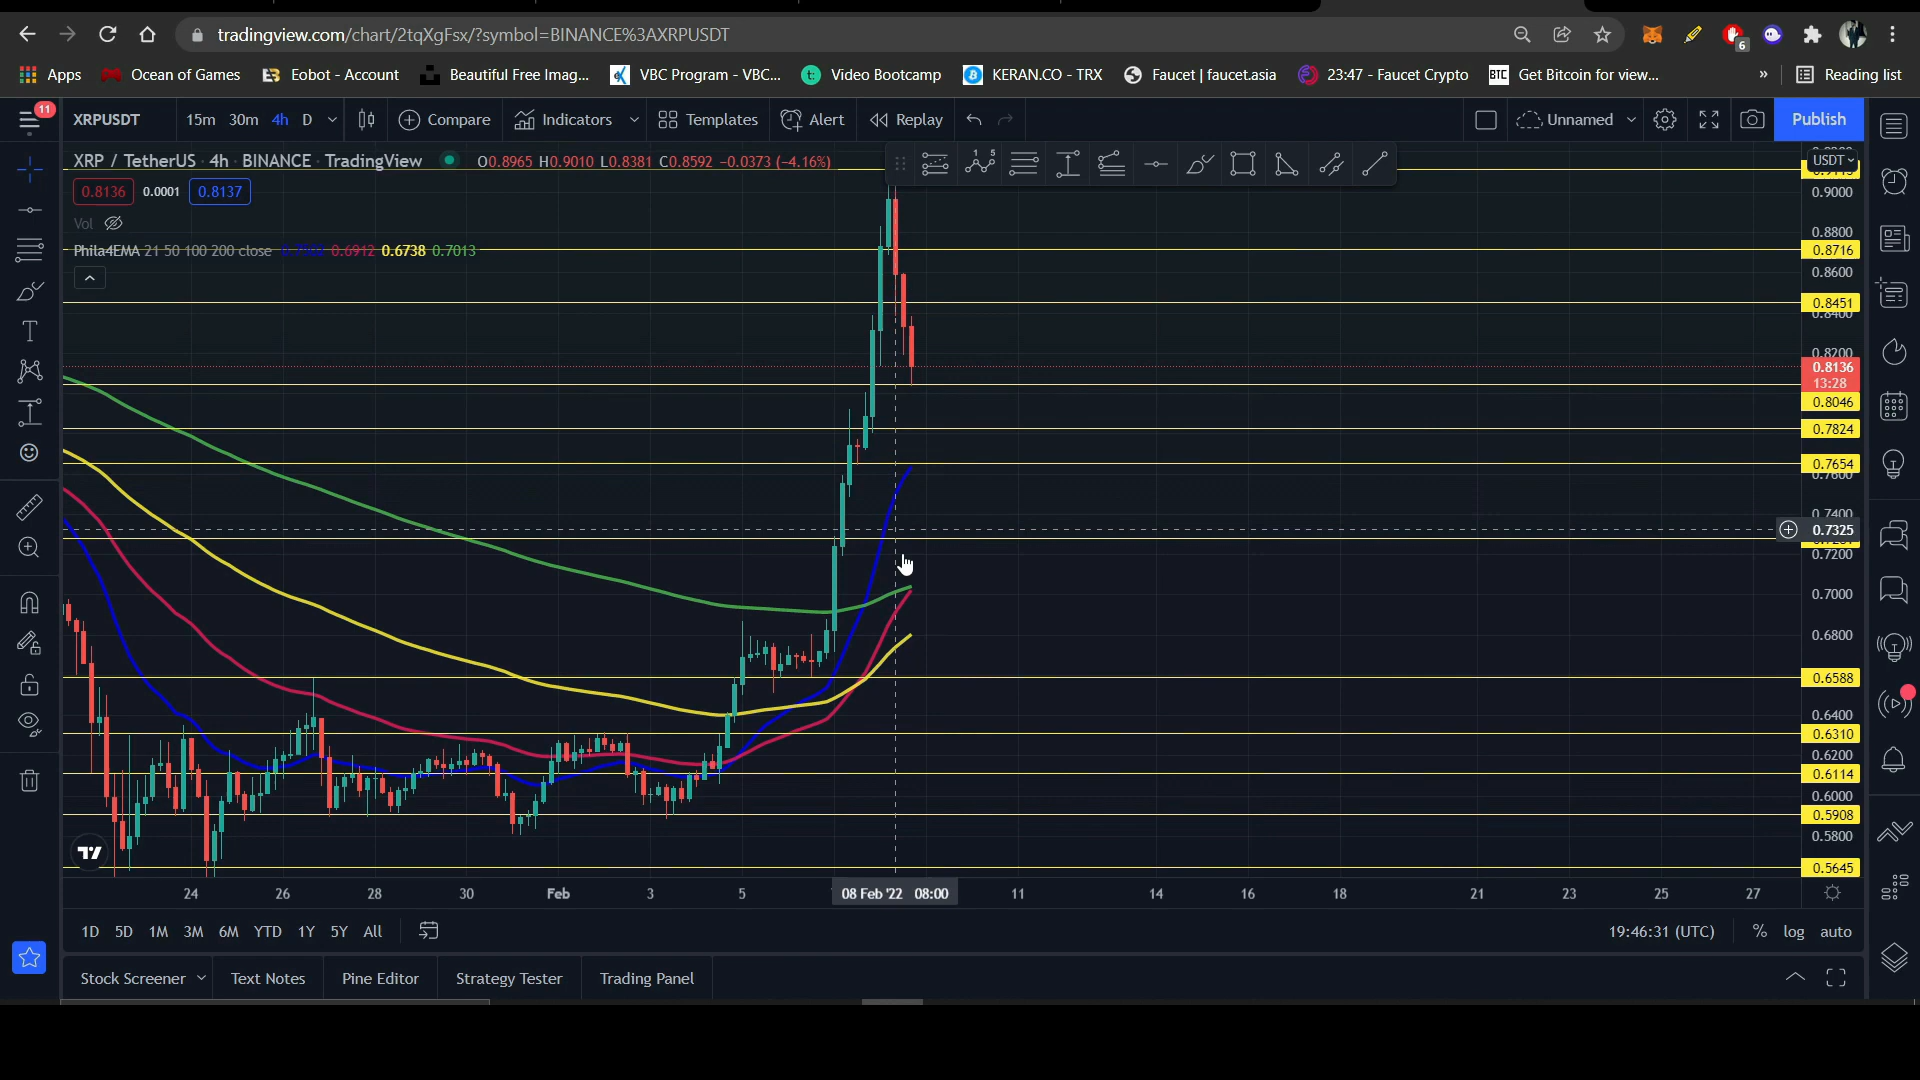 tradingview.com/chart/2tqXgFsx/?symbol=BINANCE%3AXRPUSDT
6
Apps Ocean of Games Eobot - Account Beautiful Free Imag... VBC Program - VBC... Video Bootcamp KERAN.CO - TRX Faucet | faucet.asia 23:47 - Faucet Crypto BTC Get Bitcoin for view... » Reading list
11
XRPUSDT 15m 30m 4h D Compare Indicators Templates Alert Replay Unnamed Publish
XRP / TetherUS · 4h · BINANCE · TradingView O0.8965 H0.9010 L0.8381 C0.8592 −0.0373 (−4.16%)
USDT
0.8136 0.0001 0.8137
0.9000
Vol
0.8800
Phila4EMA 21 50 100 200 close 0.6912 0.6738 0.7013
0.8716
0.8600
0.8451
0.8400
0.8200
0.8136
13:28
0.8046
0.7824
0.7654
0.7600
0.7400
0.7325
0.7200
0.7000
0.6800
0.6588
0.6400
0.6310
0.6200
0.6114
0.6000
0.5908
0.5800
0.5645
24 26 28 30 Feb 3 5 08 Feb '22 08:00 11 14 16 18 21 23 25 27
1D 5D 1M 3M 6M YTD 1Y 5Y All 19:46:31 (UTC) % log auto
Stock Screener Text Notes Pine Editor Strategy Tester Trading Panel